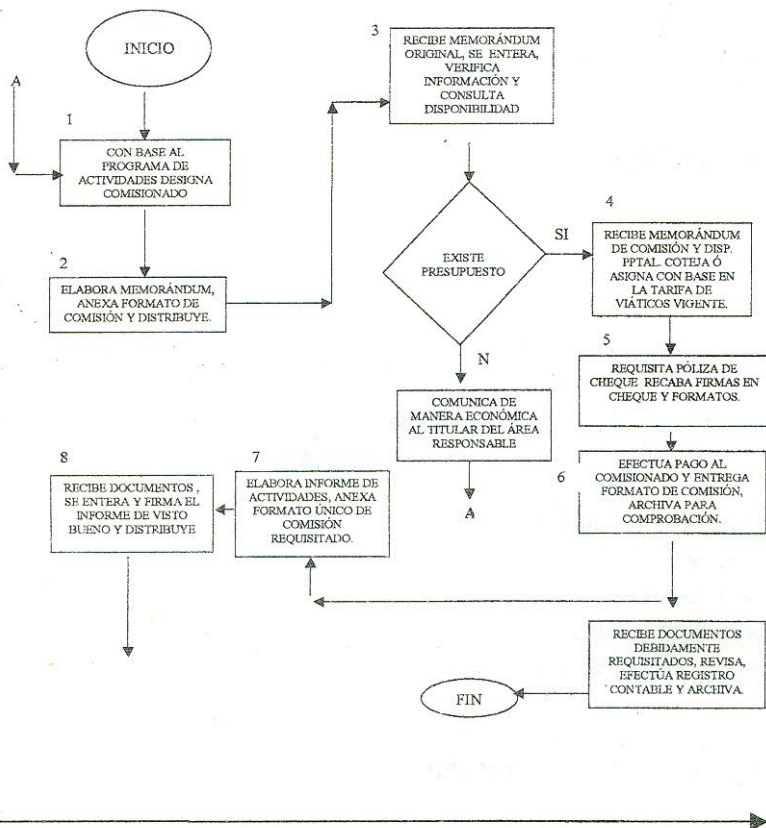 INICIO
A
1
CON BASE AL
PROGRAMA DE
ACTIVIDADES DESIGNA
COMISIONADO
2
ELABORA MEMORÁNDUM,
ANEXA FORMATO DE
COMISIÓN Y DISTRIBUYE.
3
RECIBE MEMORÁNDUM
ORIGINAL, SE ENTERA,
VERIFICA
INFORMACIÓN Y
CONSULTA
DISPONIBILIDAD
EXISTE
PRESUPUESTO
SI
N
4
RECIBE MEMORÁNDUM
DE COMISIÓN Y DISP.
PPTAL. COTEJA Ó
ASIGNA CON BASE EN
LA TARIFA DE
VIÁTICOS VIGENTE.
5
REQUISITA PÓLIZA DE
CHEQUE RECABA FIRMAS EN
CHEQUE Y FORMATOS.
COMUNICA DE
MANERA ECONÓMICA
AL TITULAR DEL ÁREA
RESPONSABLE
A
6
EFECTUA PAGO AL
COMISIONADO Y ENTREGA
FORMATO DE COMISIÓN,
ARCHIVA PARA
COMPROBACIÓN.
7
ELABORA INFORME DE
ACTIVIDADES, ANEXA
FORMATO ÚNICO DE
COMISIÓN
REQUISITADO.
8
RECIBE DOCUMENTOS ,
SE ENTERA Y FIRMA EL
INFORME DE VISTO
BUENO Y DISTRIBUYE
RECIBE DOCUMENTOS
DEBIDAMENTE
REQUISITADOS, REVISA,
EFECTÚA REGISTRO
CONTABLE Y ARCHIVA.
FIN